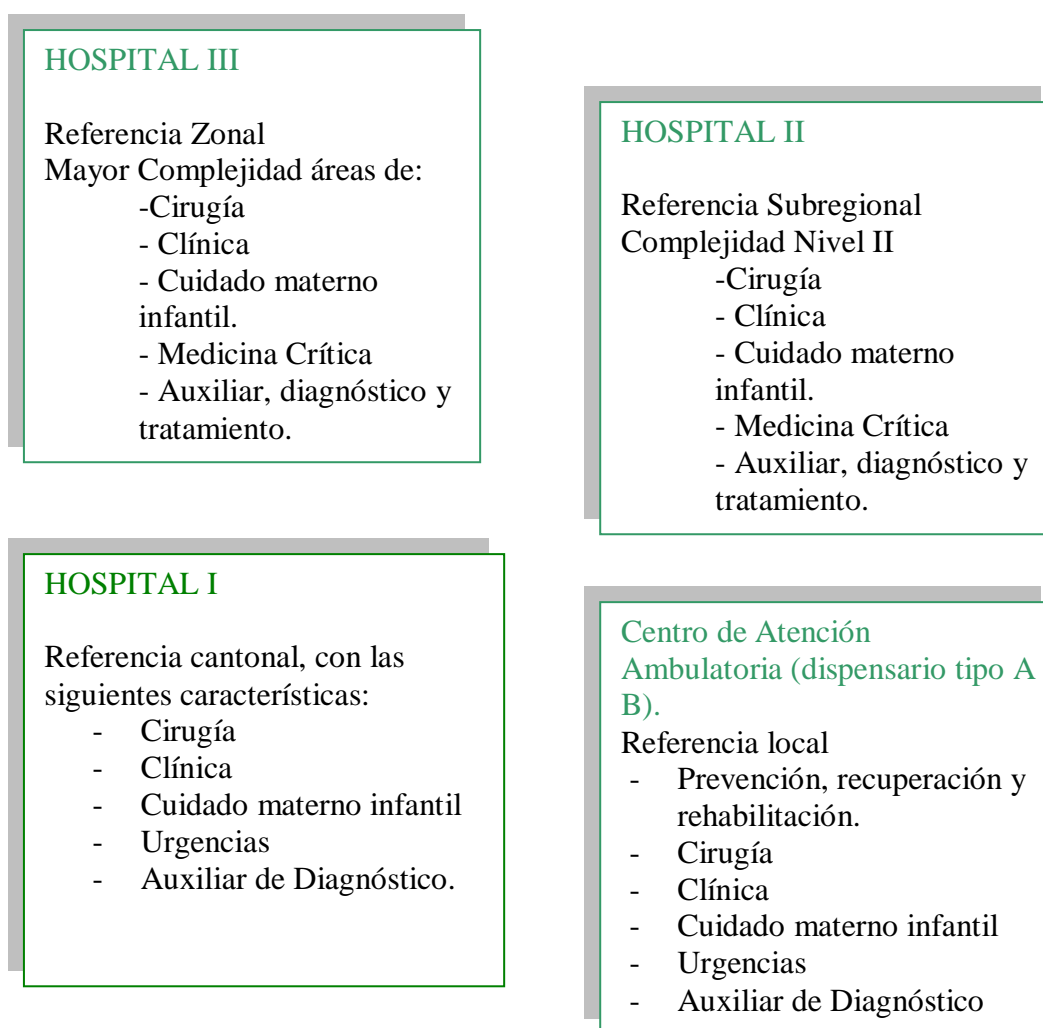 HOSPITAL III
Referencia Zonal
Mayor Complejidad áreas de:
-Cirugía
- Clínica
- Cuidado materno
infantil.
- Medicina Crítica
- Auxiliar, diagnóstico y
tratamiento.
HOSPITAL II
Referencia Subregional
Complejidad Nivel II
-Cirugía
- Clínica
- Cuidado materno
infantil.
- Medicina Crítica
- Auxiliar, diagnóstico y
tratamiento.
HOSPITAL I
Referencia cantonal, con las
siguientes características:
- Cirugía
- Clínica
- Cuidado materno infantil
- Urgencias
- Auxiliar de Diagnóstico.
Centro de Atención
Ambulatoria (dispensario tipo A
B).
Referencia local
- Prevención, recuperación y
rehabilitación.
- Cirugía
- Clínica
- Cuidado materno infantil
- Urgencias
- Auxiliar de Diagnóstico